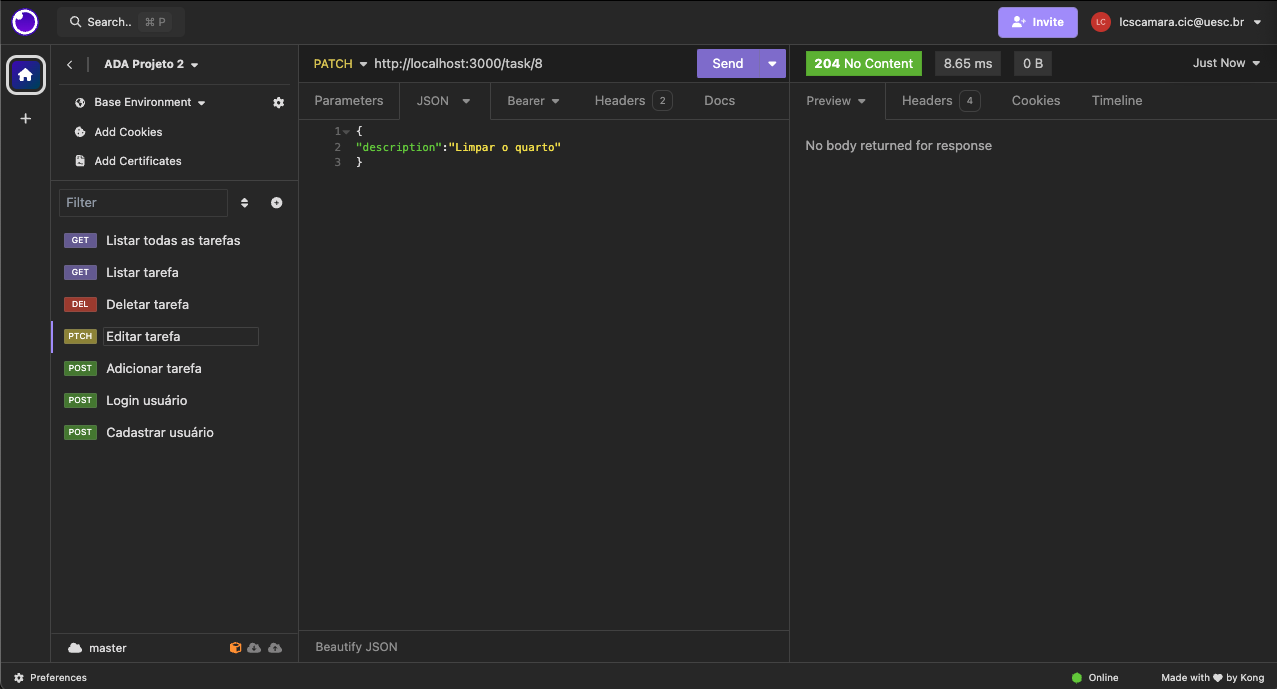 Search.. ⌘ P
Invite
LC lcscamara.cic@uesc.br
ADA Projeto 2
Base Environment
Add Cookies
Add Certificates
Filter
GET Listar todas as tarefas
GET Listar tarefa
DEL Deletar tarefa
PTCH Editar tarefa
POST Adicionar tarefa
POST Login usuário
POST Cadastrar usuário
master
PATCH http://localhost:3000/task/8 Send
Parameters JSON Bearer Headers 2 Docs
1 {
2 "description":"Limpar o quarto"
3 }
Beautify JSON
204 No Content 8.65 ms 0 B Just Now
Preview Headers 4 Cookies Timeline
No body returned for response
Preferences
Online
Made with ♥ by Kong